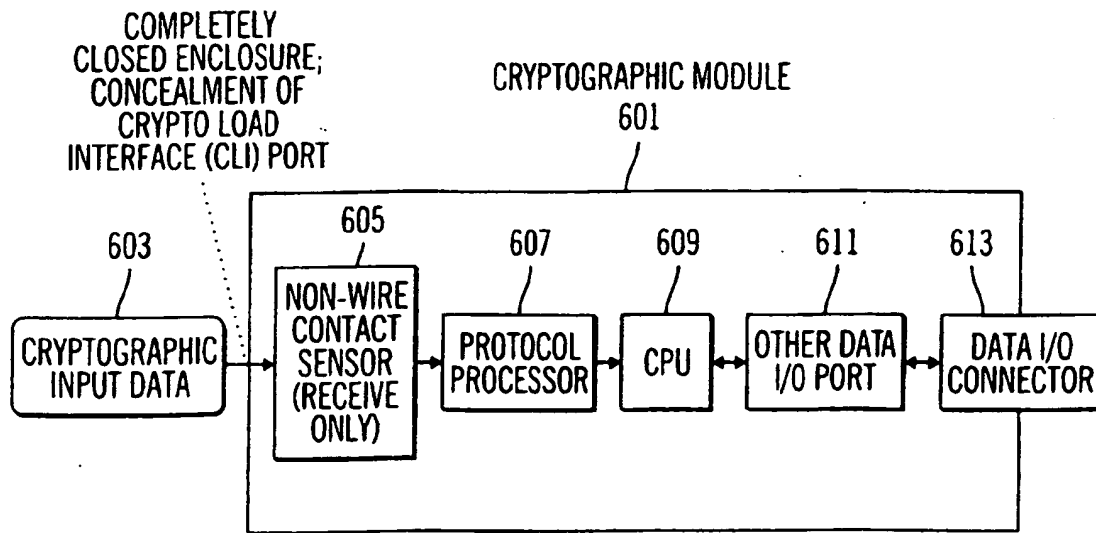 COMPLETELY
CLOSED ENCLOSURE;
CONCEALMENT OF
CRYPTO LOAD
INTERFACE (CLI) PORT
CRYPTOGRAPHIC MODULE
601
603
CRYPTOGRAPHIC
INPUT DATA
605
NON-WIRE
CONTACT
SENSOR
(RECEIVE
ONLY)
607
PROTOCOL
PROCESSOR
609
CPU
611
OTHER DATA
I/O PORT
613
DATA I/O
CONNECTOR